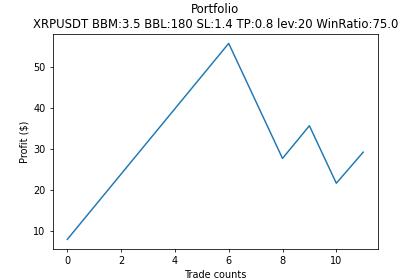 Portfolio
XRPUSDT BBM:3.5 BBL:180 SL:1.4 TP:0.8 lev:20 WinRatio:75.0
Profit ($)
50
40
30
20
10
0 2 4 6 8 10
Trade counts